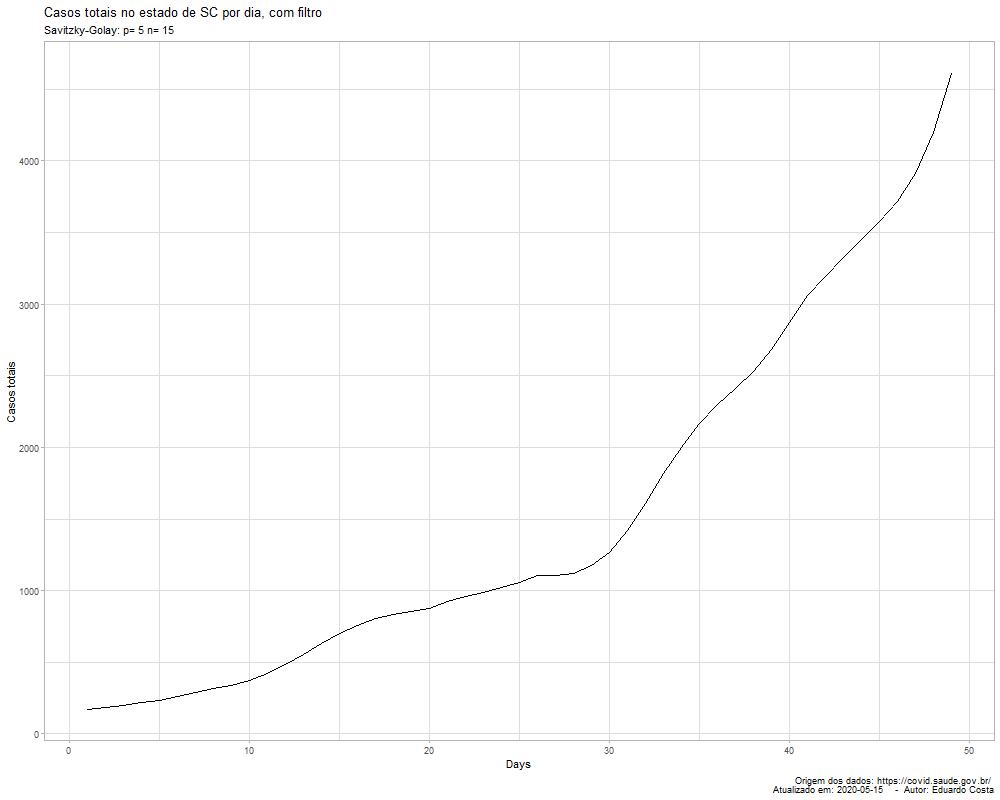 Casos totais no estado de SC por dia, com filtro
Savitzky-Golay: p= 5 n= 15
Casos totais
4000
3000
2000
1000
0
0 10 20 30 40 50
Days
Origem dos dados: https://covid.saude.gov.br/
Atualizado em: 2020-05-15 - Autor: Eduardo Costa